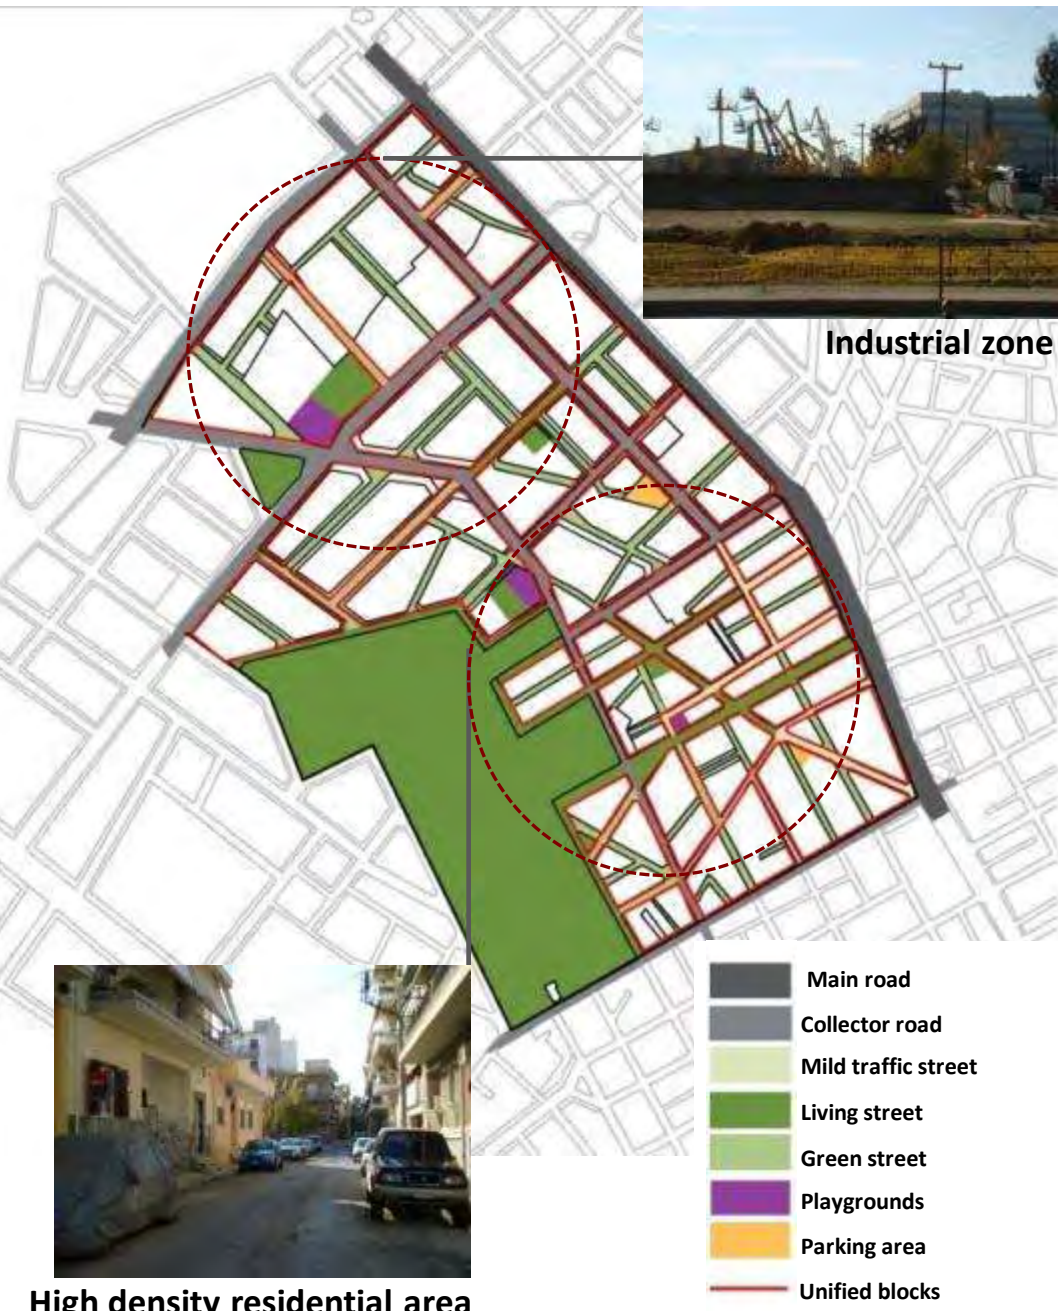 Industrial zone
Main road
Collector road
Mild traffic street
Living street
Green street
Playgrounds
Parking area
Unified blocks
High density residential area